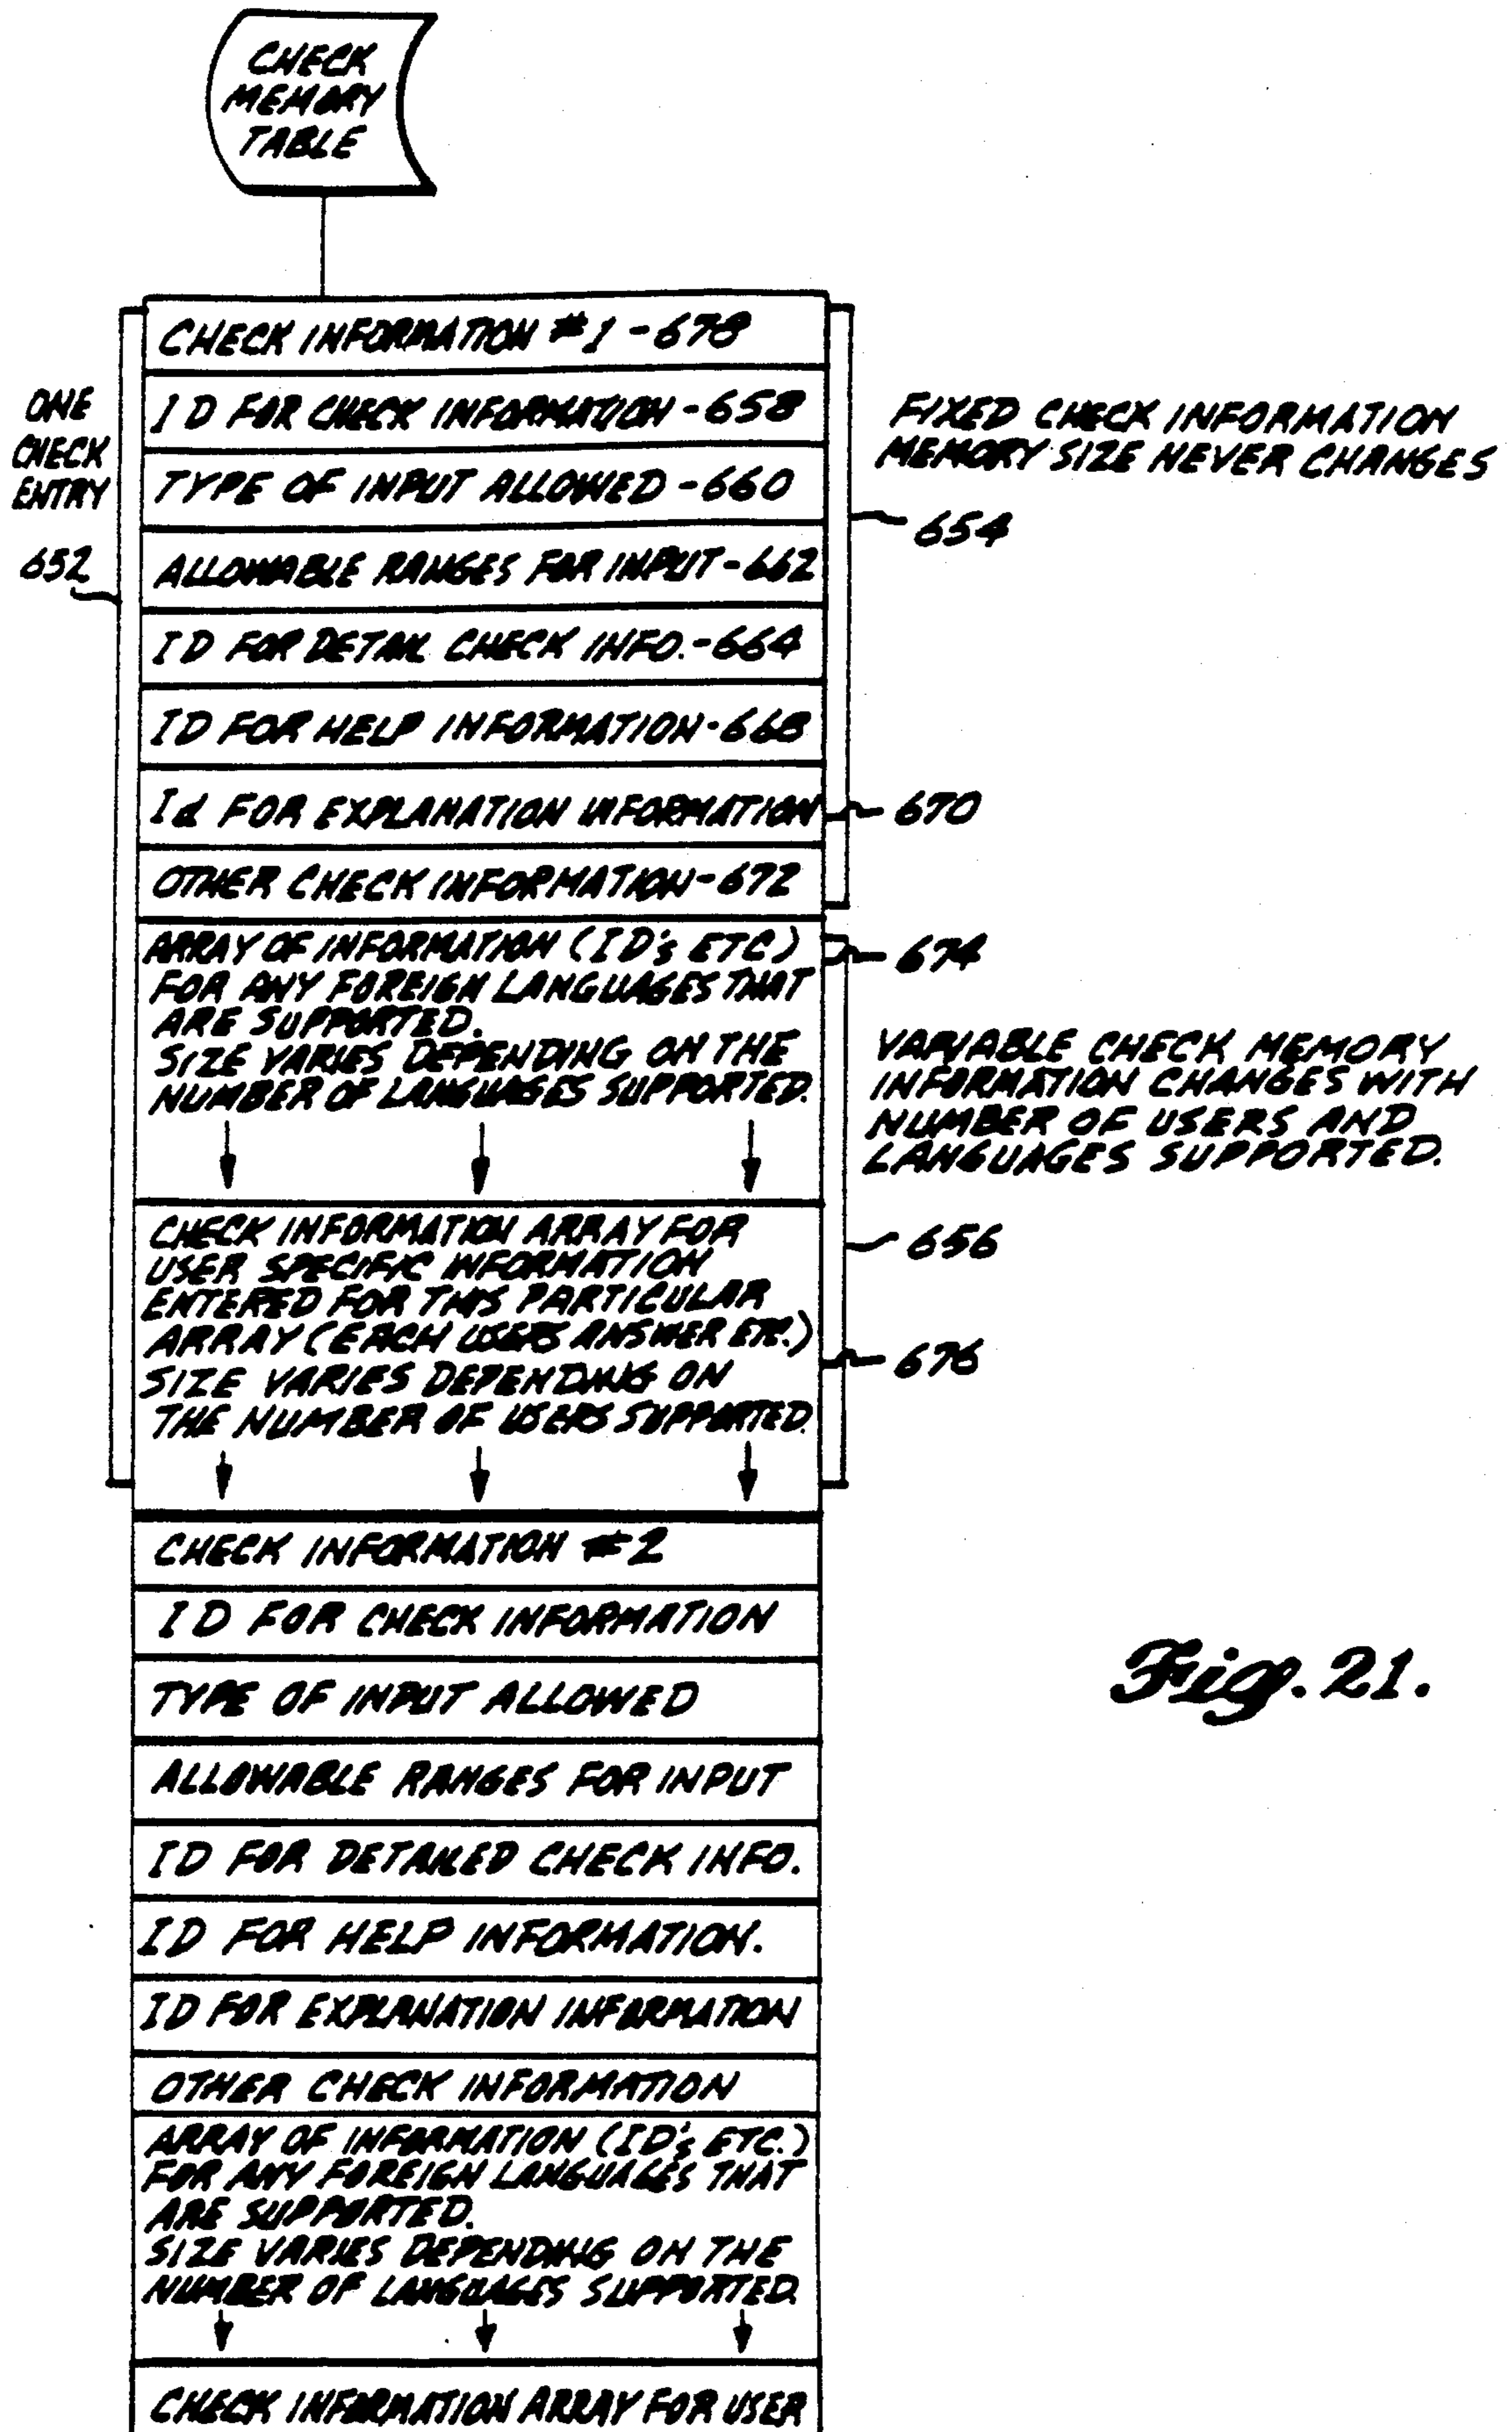 CHECK
MEMORY
TABLE
CHECK INFORMATION #1 - 678
ONE
CHECK
ENTRY
652
ID FOR CHECK INFORMATION - 658
TYPE OF INPUT ALLOWED - 660
ALLOWABLE RANGES FOR INPUT - 662
ID FOR DETAIL CHECK INFO. - 664
ID FOR HELP INFORMATION - 668
Id FOR EXPLANATION INFORMATION
670
OTHER CHECK INFORMATION - 672
FIXED CHECK INFORMATION
MEMORY SIZE NEVER CHANGES
654
ARRAY OF INFORMATION (ID's ETC)
FOR ANY FOREIGN LANGUAGES THAT
ARE SUPPORTED.
SIZE VARIES DEPENDING ON THE
NUMBER OF LANGUAGES SUPPORTED.
674
VARIABLE CHECK MEMORY
INFORMATION CHANGES WITH
NUMBER OF USERS AND
LANGUAGES SUPPORTED.
656
CHECK INFORMATION ARRAY FOR
USER SPECIFIC INFORMATION
ENTERED FOR THIS PARTICULAR
ARRAY (EACH USERS ANSWER ETC.)
SIZE VARIES DEPENDING ON
THE NUMBER OF USERS SUPPORTED.
676
CHECK INFORMATION #2
ID FOR CHECK INFORMATION
TYPE OF INPUT ALLOWED
ALLOWABLE RANGES FOR INPUT
ID FOR DETAILED CHECK INFO.
ID FOR HELP INFORMATION.
ID FOR EXPLANATION INFORMATION
OTHER CHECK INFORMATION
ARRAY OF INFORMATION (ID's ETC.)
FOR ANY FOREIGN LANGUAGES THAT
ARE SUPPORTED.
SIZE VARIES DEPENDING ON THE
NUMBER OF LANGUAGES SUPPORTED.
CHECK INFORMATION ARRAY FOR USER
Fig. 21.